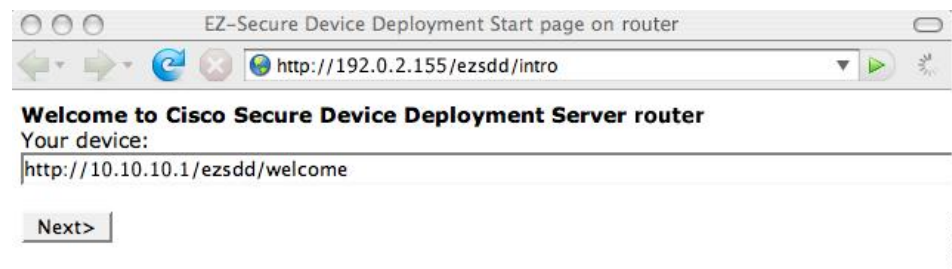 EZ-Secure Device Deployment Start page on router
http://192.0.2.155/ezsdd/intro
Welcome to Cisco Secure Device Deployment Server router
Your device:
http://10.10.10.1/ezsdd/welcome
Next>